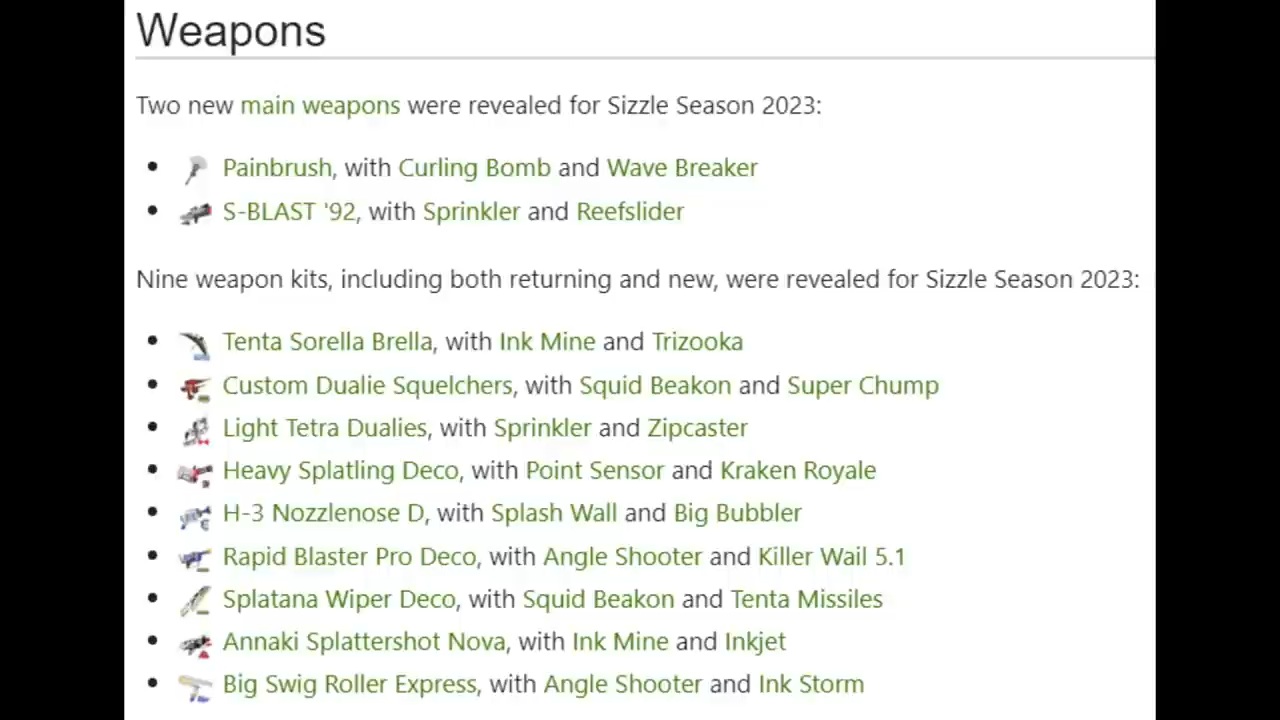 Weapons
Two new main weapons were revealed for Sizzle Season 2023:
Painbrush, with Curling Bomb and Wave Breaker
S-BLAST '92, with Sprinkler and Reefslider
Nine weapon kits, including both returning and new, were revealed for Sizzle Season 2023:
Tenta Sorella Brella, with Ink Mine and Trizooka
Custom Dualie Squelchers, with Squid Beakon and Super Chump
Light Tetra Dualies, with Sprinkler and Zipcaster
Heavy Splatling Deco, with Point Sensor and Kraken Royale
H-3 Nozzlenose D, with Splash Wall and Big Bubbler
Rapid Blaster Pro Deco, with Angle Shooter and Killer Wail 5.1
Splatana Wiper Deco, with Squid Beakon and Tenta Missiles
Annaki Splattershot Nova, with Ink Mine and Inkjet
Big Swig Roller Express, with Angle Shooter and Ink Storm